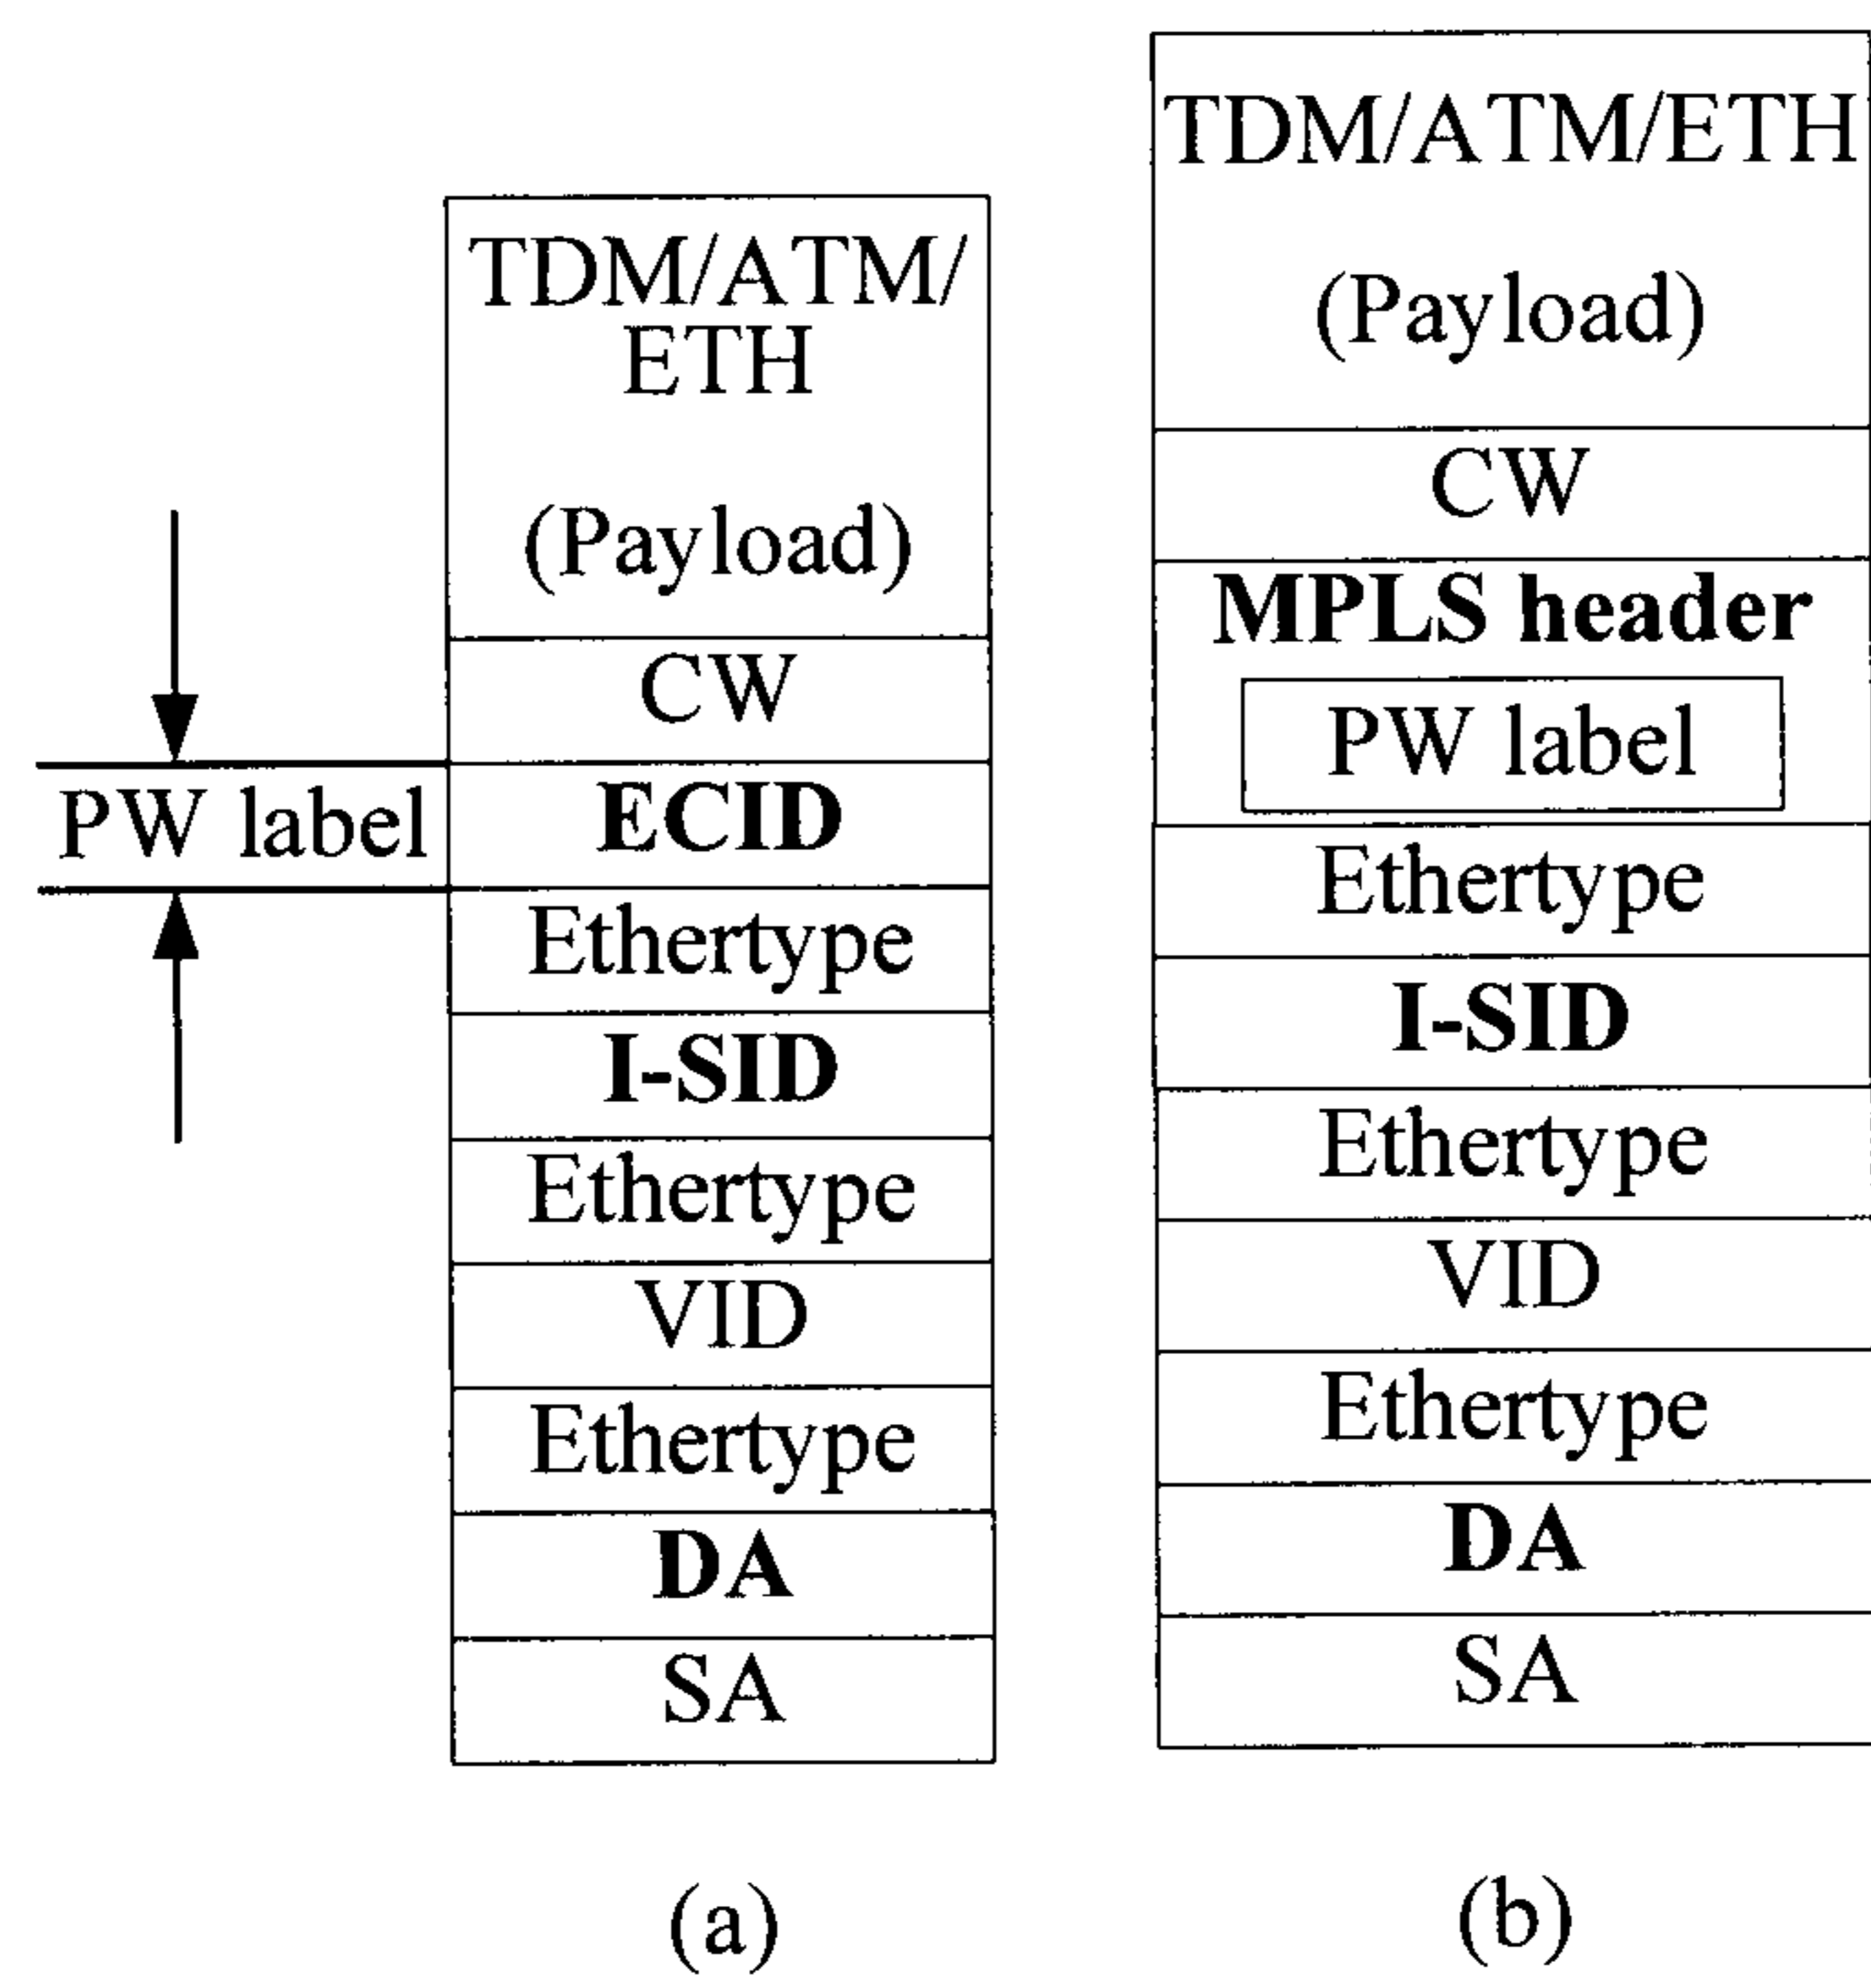 TDM/ATM/
ETH
(Payload)
CW
PW label
ECID
Ethertype
I-SID
Ethertype
VID
Ethertype
DA
SA
(a)
TDM/ATM/ETH
(Payload)
CW
MPLS header
PW label
Ethertype
I-SID
Ethertype
VID
Ethertype
DA
SA
(b)